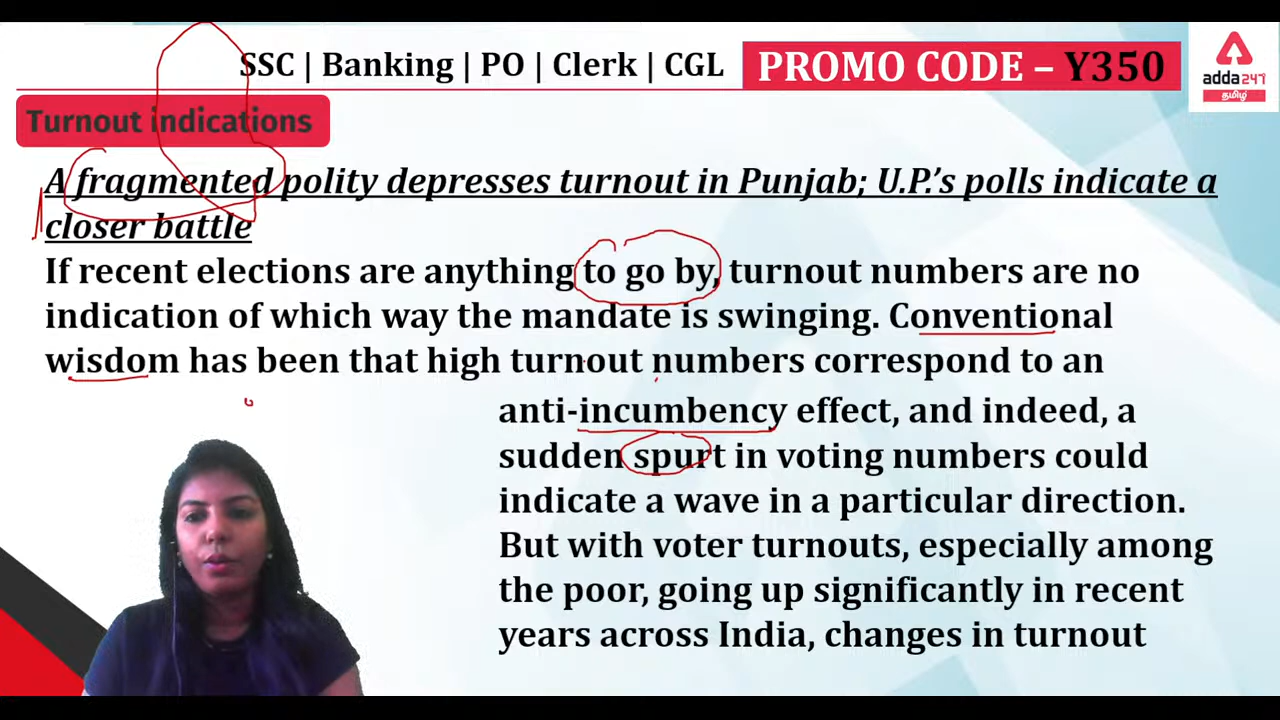 SSC | Banking | PO | Clerk | CGL
PROMO CODE – Y350
adda247
தமிழ்
Turnout indications
A fragmented polity depresses turnout in Punjab; U.P.’s polls indicate a
closer battle
If recent elections are anything to go by, turnout numbers are no
indication of which way the mandate is swinging. Conventional
wisdom has been that high turnout numbers correspond to an
anti-incumbency effect, and indeed, a
sudden spurt in voting numbers could
indicate a wave in a particular direction.
But with voter turnouts, especially among
the poor, going up significantly in recent
years across India, changes in turnout